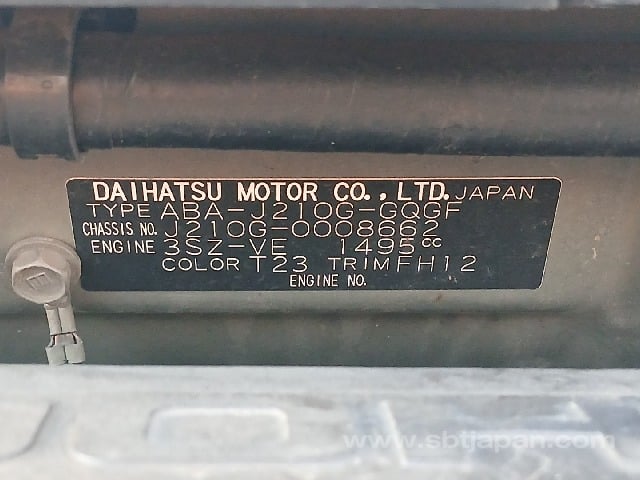 DAIHATSU MOTOR CO., LTD. JAPAN
TYPE ABA-J210G-GQGF
CHASSIS NO. J210G-0008662
ENGINE 3SZ-VE 1495cc
COLOR T23 TRIM FH12
ENGINE NO.
www.sbtjapan.com